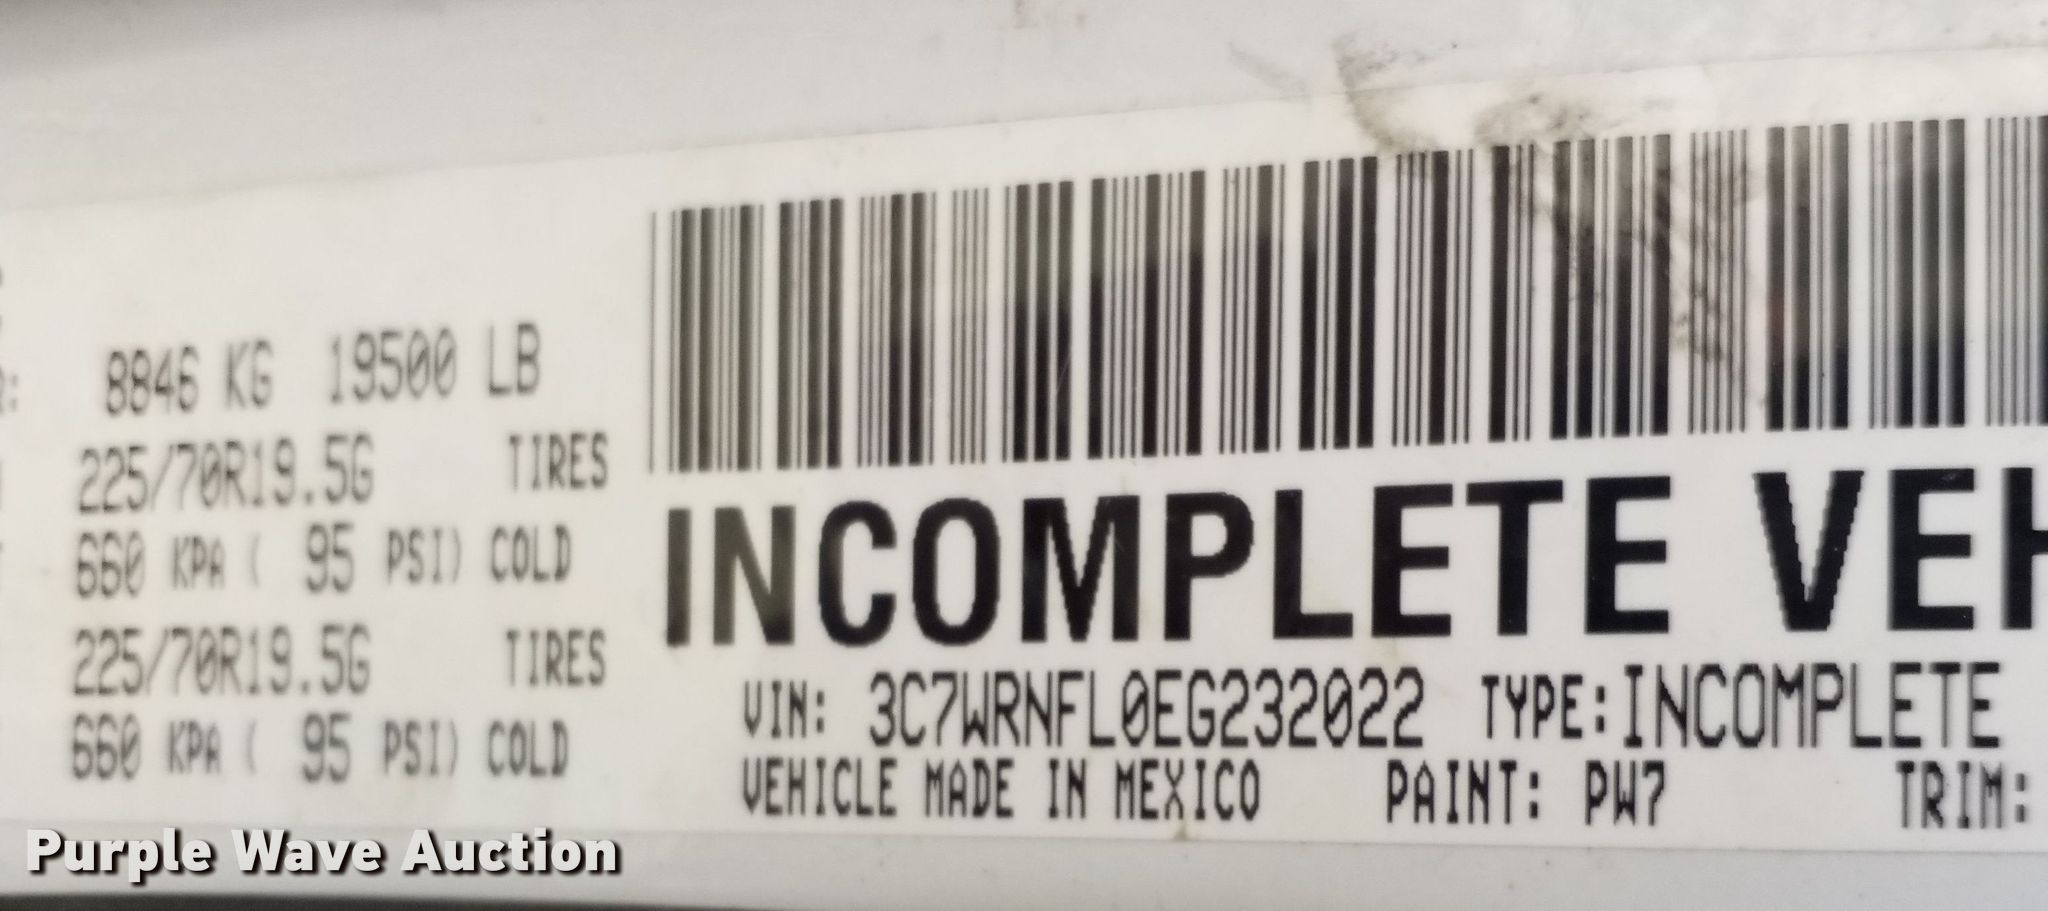 8846 KG 19500 LB
225/70R19.5G TIRES
660 KPA ( 95 PSI) COLD
225/70R19.5G TIRES
660 KPA ( 95 PSI) COLD
INCOMPLETE VEH
VIN: 3C7WRNFL0EG232022 TYPE:INCOMPLETE
VEHICLE MADE IN MEXICO PAINT: PW7 TRIM:
Purple Wave Auction